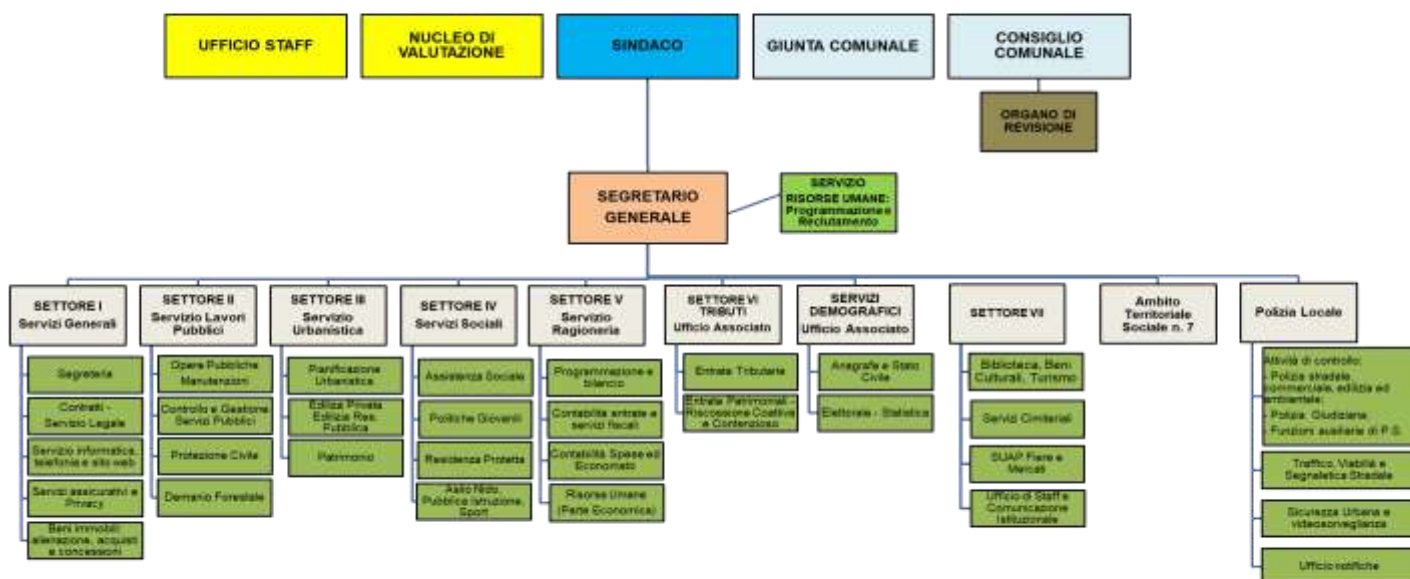 UFFICIO STAFF
NUCLEO DI
VALUTAZIONE
SINDACO
GIUNTA COMUNALE
CONSIGLIO
COMUNALE
ORGANO DI
REVISIONE
SEGRETARIO
GENERALE
SERVIZIO
RISORSE UMANE:
Programmazione e
Reclutamento
SETTORE I
Servizi Generali
Segreteria
Contratti -
Servizio Legale
Servizio informatica,
telefonia e sito web
Servizi assicurativi e
Privacy
Beni immobili:
alienazione, acquisti
e concessioni
SETTORE II
Servizio Lavori
Pubblici
Opere Pubbliche
Manutenzioni
Controllo e Gestione
Servizi Pubblici
Protezione Civile
Demanio Forestale
SETTORE III
Servizio
Urbanistica
Pianificazione
Urbanistica
Edilizia Privata
Edilizia Res.
Pubblica
Patrimonio
SETTORE IV
Servizi Sociali
Assistenza Sociale
Politiche Giovanili
Residenza Protetta
Asilo Nido,
Pubblica Istruzione,
Sport
SETTORE V
Servizio
Ragioneria
Programmazione e
bilancio
Contabilità entrate e
servizi fiscali
Contabilità Spese ed
Economato
Risorse Umane
(Parte Economica)
SETTORE VI
TRIBUTI
Ufficio Associato
Entrate Tributarie
Entrate Patrimoniali -
Riscossione Coattiva
e Contenzioso
SERVIZI
DEMOGRAFICI
Ufficio Associato
Anagrafe e Stato
Civile
Elettorale - Statistica
SETTORE VII
Biblioteca, Beni
Culturali, Turismo
Servizi Cimiteriali
SUAP Fiere e
Mercati
Ufficio di Staff e
Comunicazione
Istituzionale
Ambito
Territoriale
Sociale n. 7
Polizia Locale
Attività di controllo:
- Polizia stradale,
commerciale, edilizia ed
ambientale;
- Polizia Giudiziaria
- Funzioni ausiliarie di P.S.
Traffico, Viabilità e
Segnaletica Stradale
Sicurezza Urbana e
videosorveglianza
Ufficio notifiche